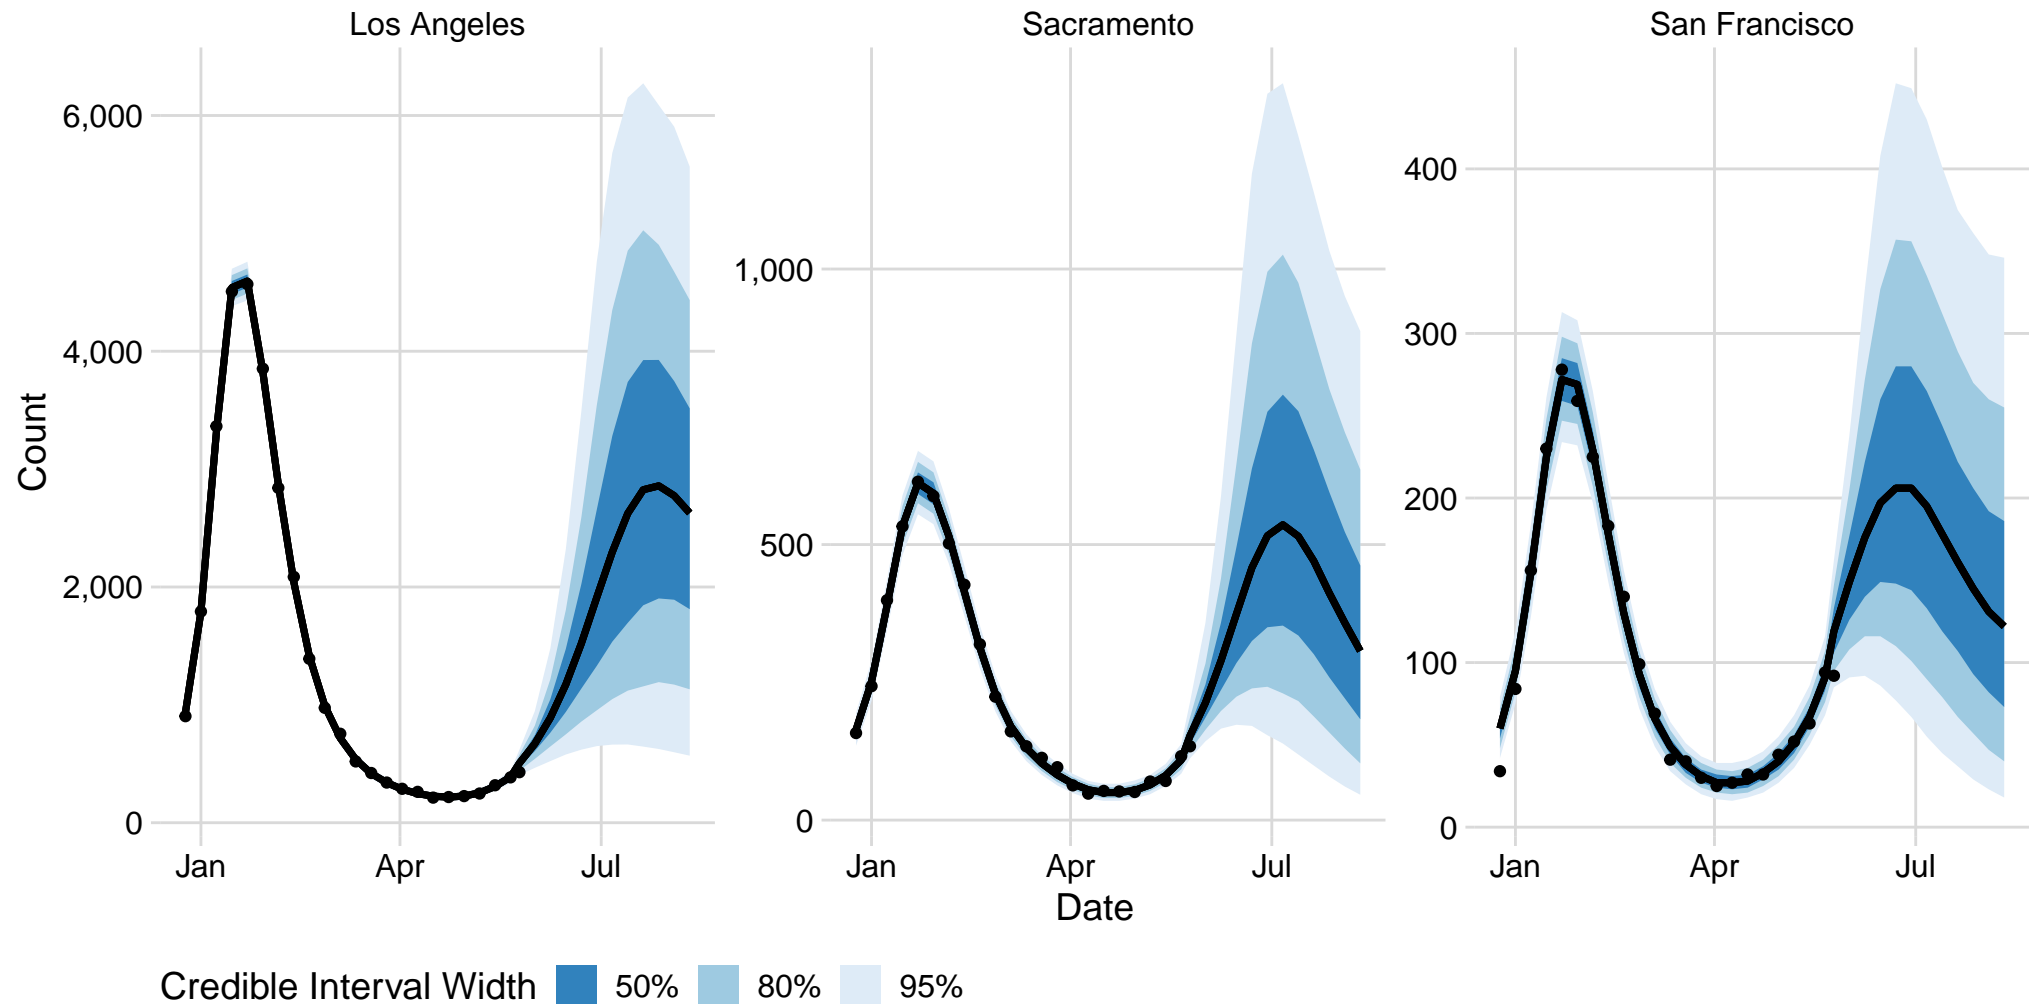 Los Angeles
Sacramento
San Francisco
Count
6,000
4,000
2,000
0
Jan
Apr
Jul
1,000
500
0
Jan
Apr
Jul
400
300
200
100
0
Jan
Apr
Jul
Date
Credible Interval Width 50% 80% 95%